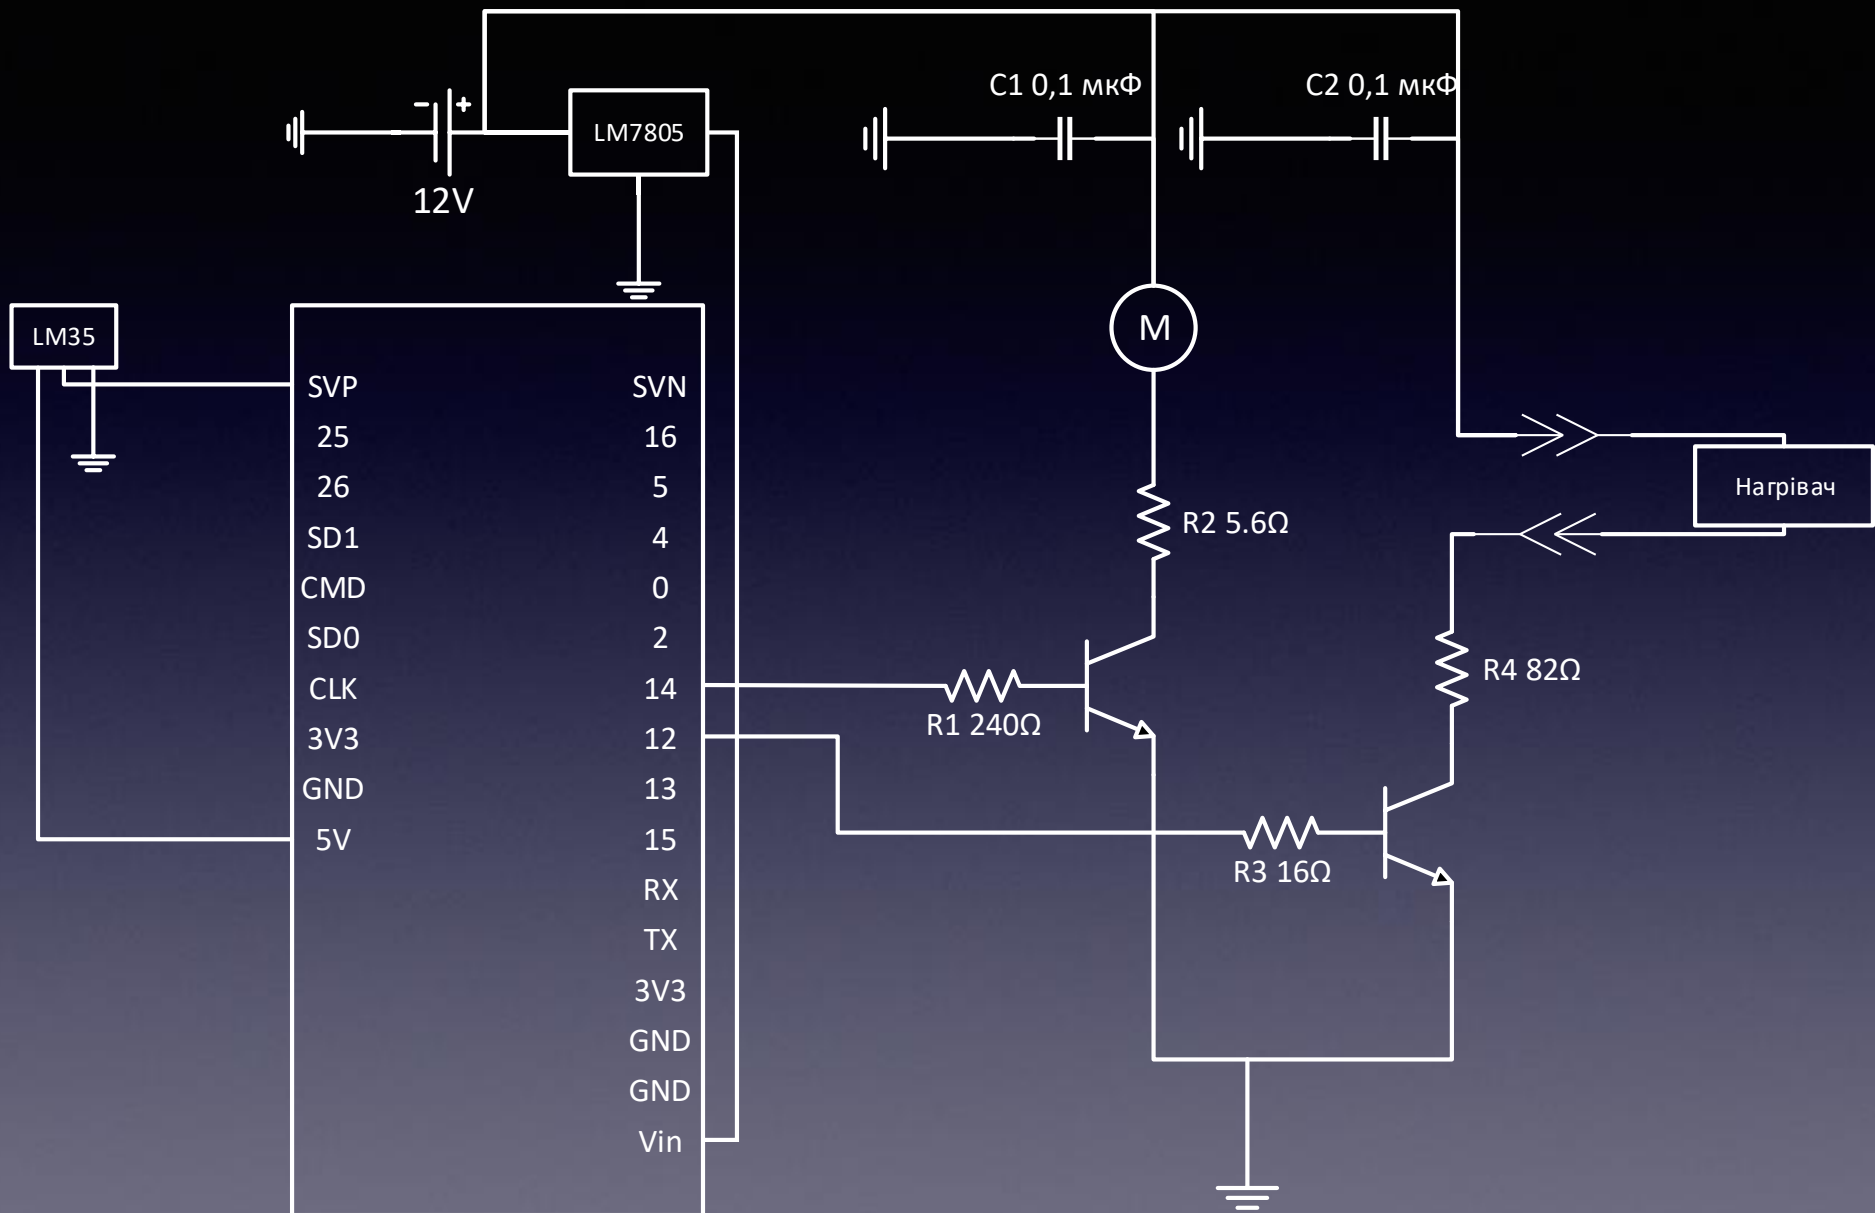 C1 0,1 мкФ
C2 0,1 мкФ
- +
LM7805
12V
LM35
M
SVP
25
26
SD1
CMD
SD0
CLK
3V3
GND
5V
SVN
16
5
4
0
2
14
12
13
15
RX
TX
3V3
GND
GND
Vin
Нагрівач
R2 5.6Ω
R4 82Ω
R1 240Ω
R3 16Ω